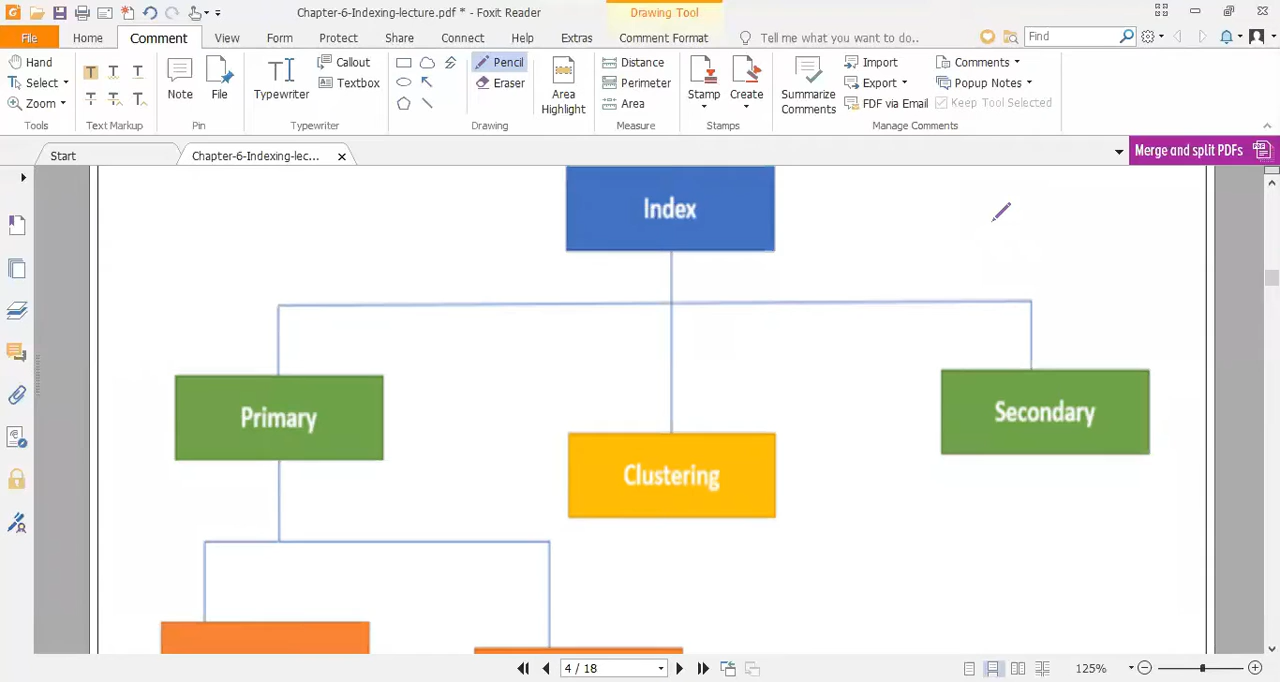 Chapter-6-Indexing-lecture.pdf * - Foxit Reader
Drawing Tool
File
Home
Comment
View
Form
Protect
Share
Connect
Help
Extras
Comment Format
Tell me what you want to do..
Find
Hand
Select
Zoom
Tools
T T T
T T T
Text Markup
Note
File
Pin
Typewriter
Callout
Textbox
Typewriter
Pencil
Eraser
Drawing
Area
Highlight
Distance
Perimeter
Area
Measure
Stamp
Create
Stamps
Summarize
Comments
Import
Export
FDF via Email
Comments
Popup Notes
Keep Tool Selected
Manage Comments
Start
Chapter-6-Indexing-lec...
Merge and split PDFs
Index
Primary
Clustering
Secondary
4 / 18
125%